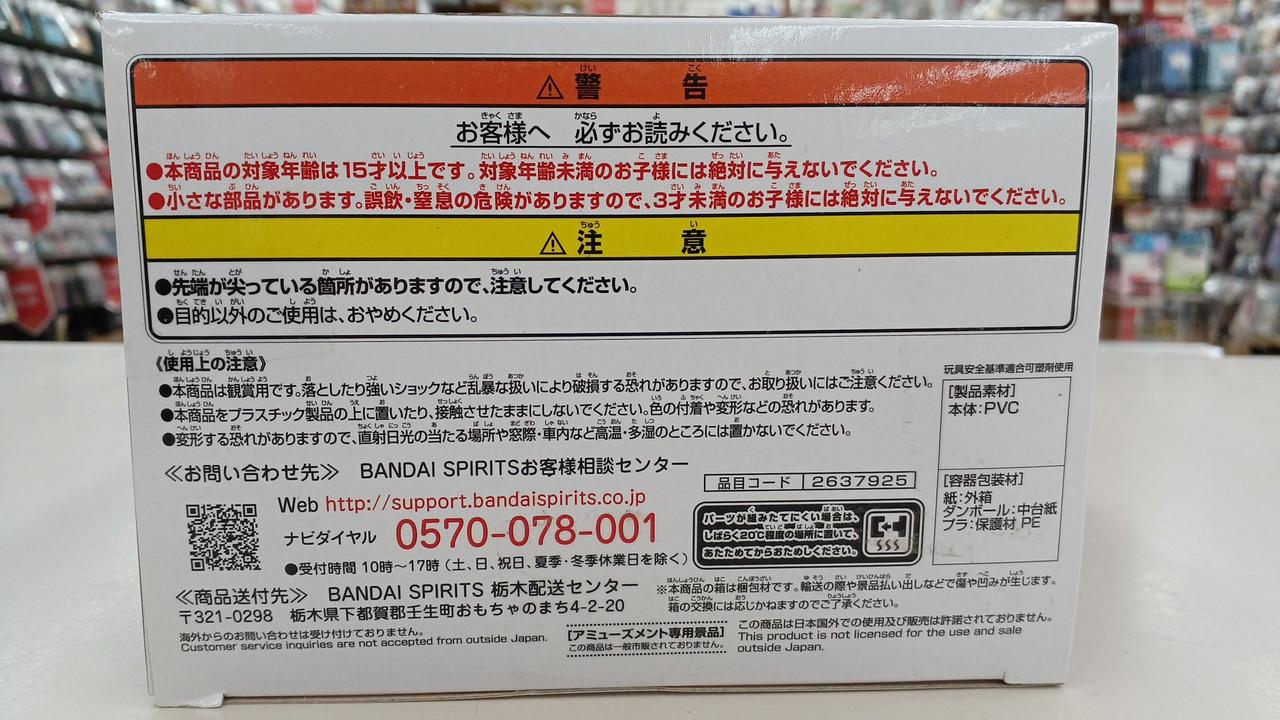 ⚠警告
お客様へ 必ずお読みください。
●本商品の対象年齢は15才以上です。対象年齢未満のお子様には絶対に与えないでください。
●小さな部品があります。誤飲・窒息の危険がありますので、3才未満のお子様には絶対に与えないでください。
⚠注意
●先端が尖っている箇所がありますので、注意してください。
●目的以外のご使用は、おやめください。
《使用上の注意》
●本商品は観賞用です。落としたり強いショックなど乱暴な扱いにより破損する恐れがありますので、お取り扱いにはご注意ください。
●本商品をプラスチック製品の上に置いたり、接触させたままにしないでください。色の付着や変形などの恐れがあります。
●変形する恐れがありますので、直射日光の当たる場所や窓際・車内など高温・多湿のところには置かないでください。
玩具安全基準適合可塑剤使用
[製品素材]
本体:PVC
[容器包装材]
紙:外箱
ダンボール:中台紙
プラ:保護材 PE
≪お問い合わせ先≫ BANDAI SPIRITSお客様相談センター
Web http://support.bandaispirits.co.jp
ナビダイヤル 0570-078-001
●受付時間 10時〜17時(土、日、祝日、夏季・冬季休業日を除く)
品目コード 2637925
パーツが組みたてにくい場合は、
しばらく20℃程度の場所に置いて、
あたためてからおためしください。
≪商品送付先≫ BANDAI SPIRITS 栃木配送センター
〒321-0298 栃木県下都賀郡壬生町おもちゃのまち4-2-20
※本商品の箱は梱包材です。輸送の際や景品払い出しなどで傷や凹みが生じます。
箱の交換には応じかねますのでご了承ください。
海外からのお問い合わせは受け付けておりません。
Customer service inquiries are not accepted from outside Japan.
[アミューズメント専用景品]
この商品は一般市販されておりません。
この商品は日本国外での使用及び販売は許諾されておりません。
This product is not licensed for the use and sale
outside Japan.